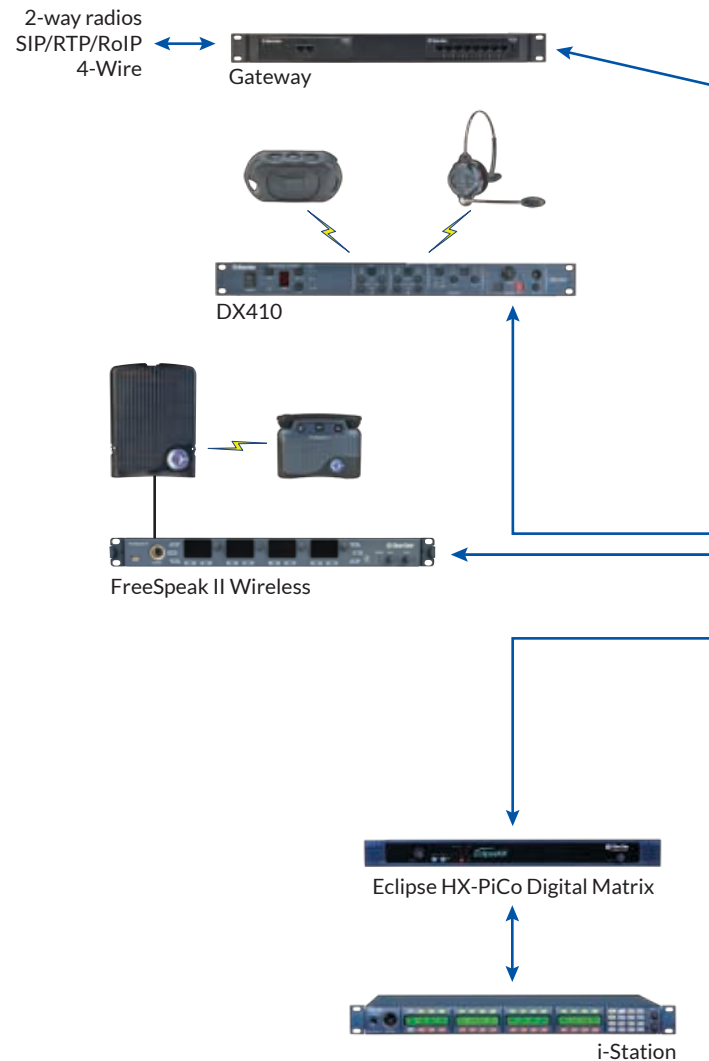 2-way radios
SIP/RTP/RoIP
4-Wire
Gateway
DX410
FreeSpeak II Wireless
Eclipse HX-PiCo Digital Matrix
i-Station